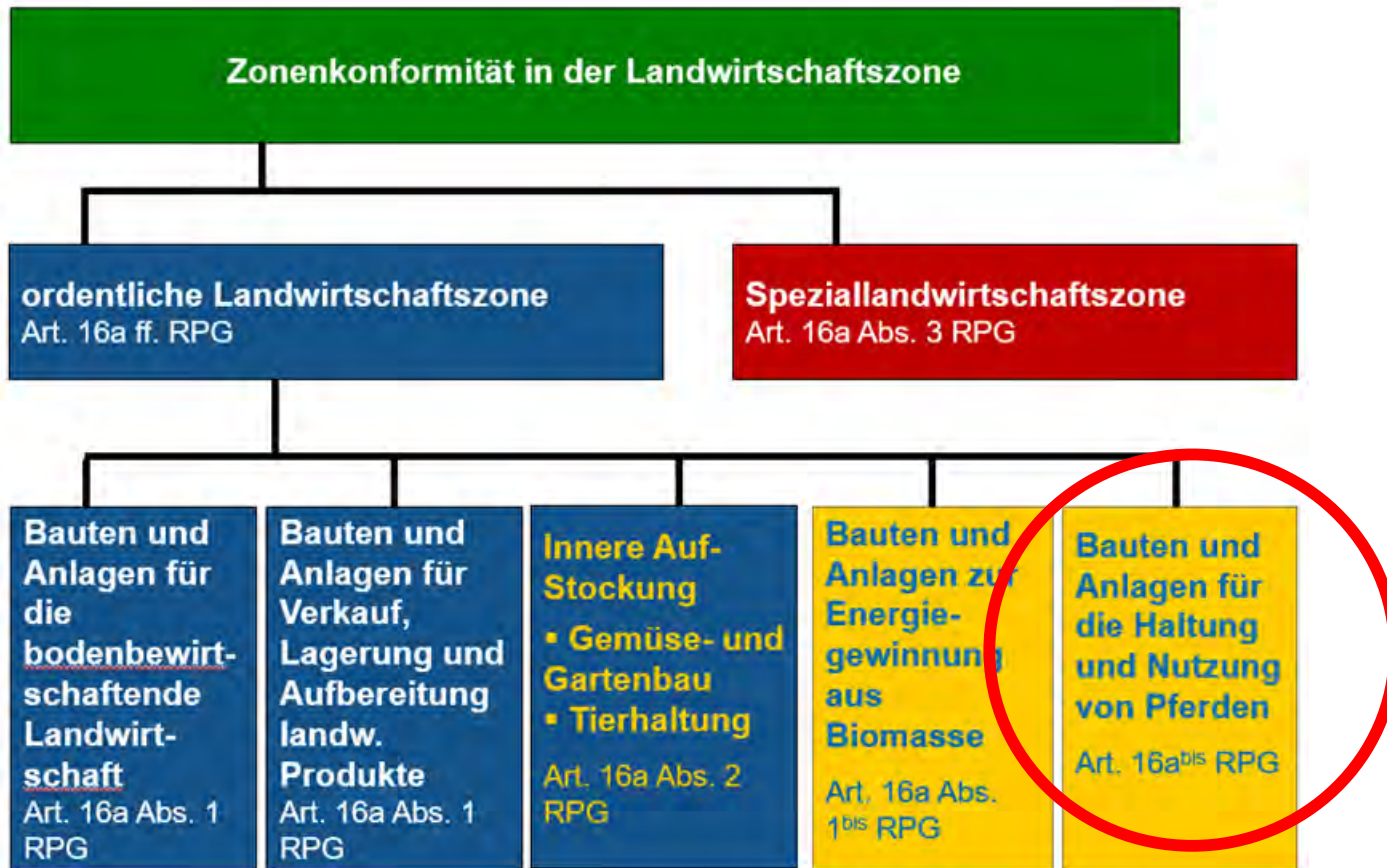 Zonenkonformität in der Landwirtschaftszone
ordentliche Landwirtschaftszone
Art. 16a ff. RPG
Speziallandwirtschaftszone
Art. 16a Abs. 3 RPG
Bauten und
Anlagen für
die
bodenbewirt-
schaftende
Landwirt-
schaft
Art. 16a Abs. 1
RPG
Bauten und
Anlagen für
Verkauf,
Lagerung und
Aufbereitung
landw.
Produkte
Art. 16a Abs. 1
RPG
Innere Auf-
Stockung
▪ Gemüse- und
Gartenbau
▪ Tierhaltung
Art. 16a Abs. 2
RPG
Bauten und
Anlagen zur
Energie-
gewinnung
aus
Biomasse
Art. 16a Abs.
1bis RPG
Bauten und
Anlagen für
die Haltung
und Nutzung
von Pferden
Art. 16abis RPG